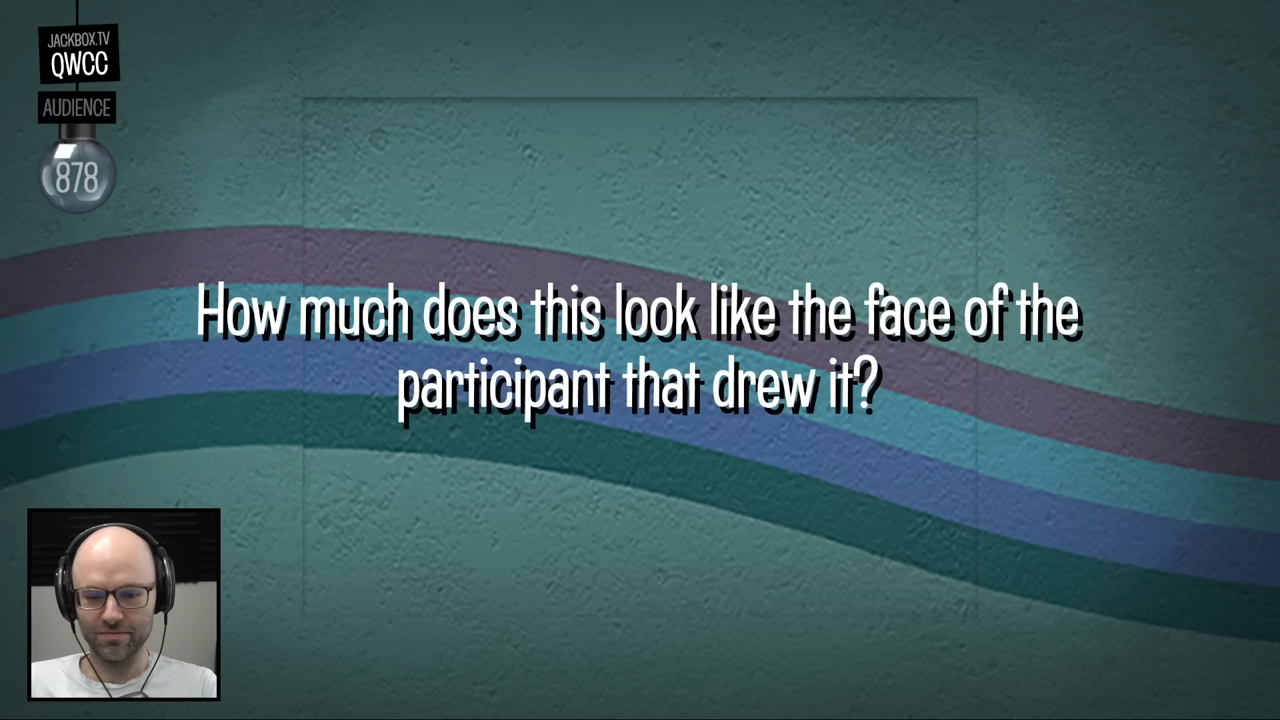 JACKBOX.TV
QWCC
AUDIENCE
878
How much does this look like the face of the
participant that drew it?